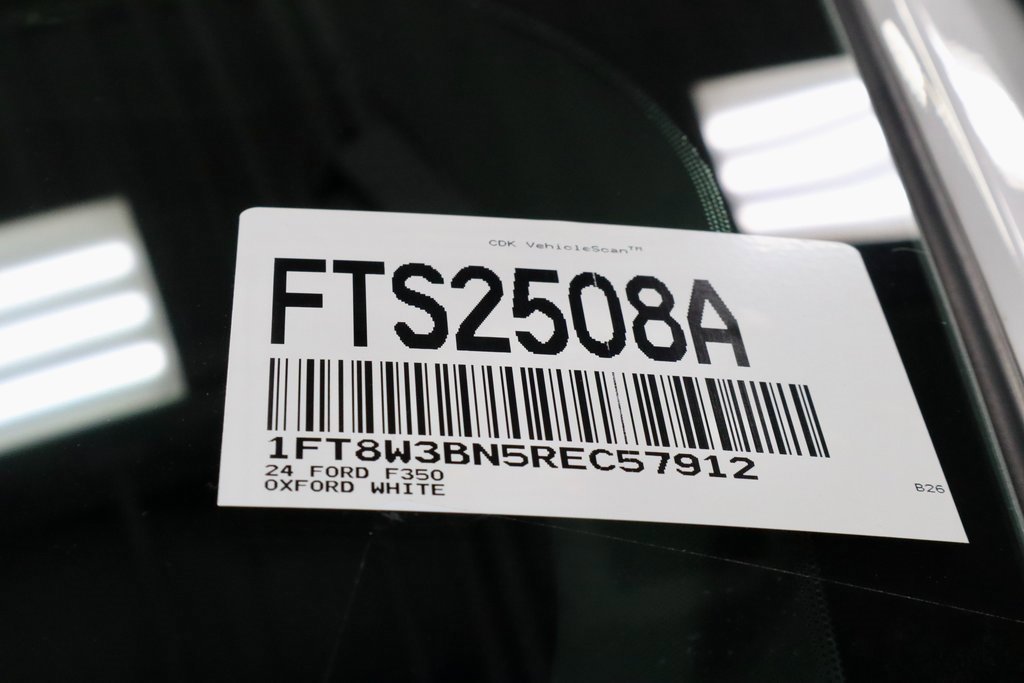 CDK VehicleScan™
FTS2508A
1FT8W3BN5REC57912
24 FORD F350
OXFORD WHITE
B26